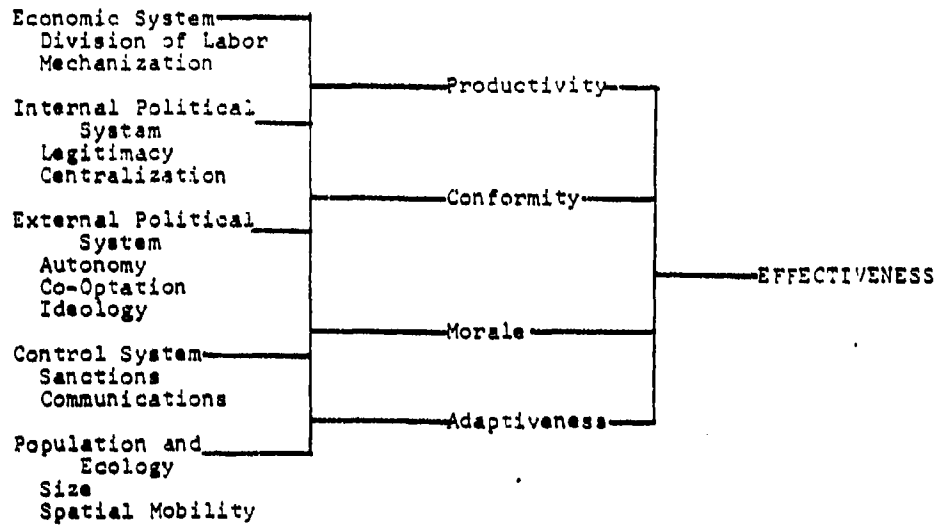 Economic System
Division of Labor
Mechanization
Productivity
Internal Political
System
Legitimacy
Centralization
Conformity
External Political
System
Autonomy
Co-Optation
Ideology
EFFECTIVENESS
Morale
Control System
Sanctions
Communications
Adaptiveness
Population and
Ecology
Size
Spatial Mobility